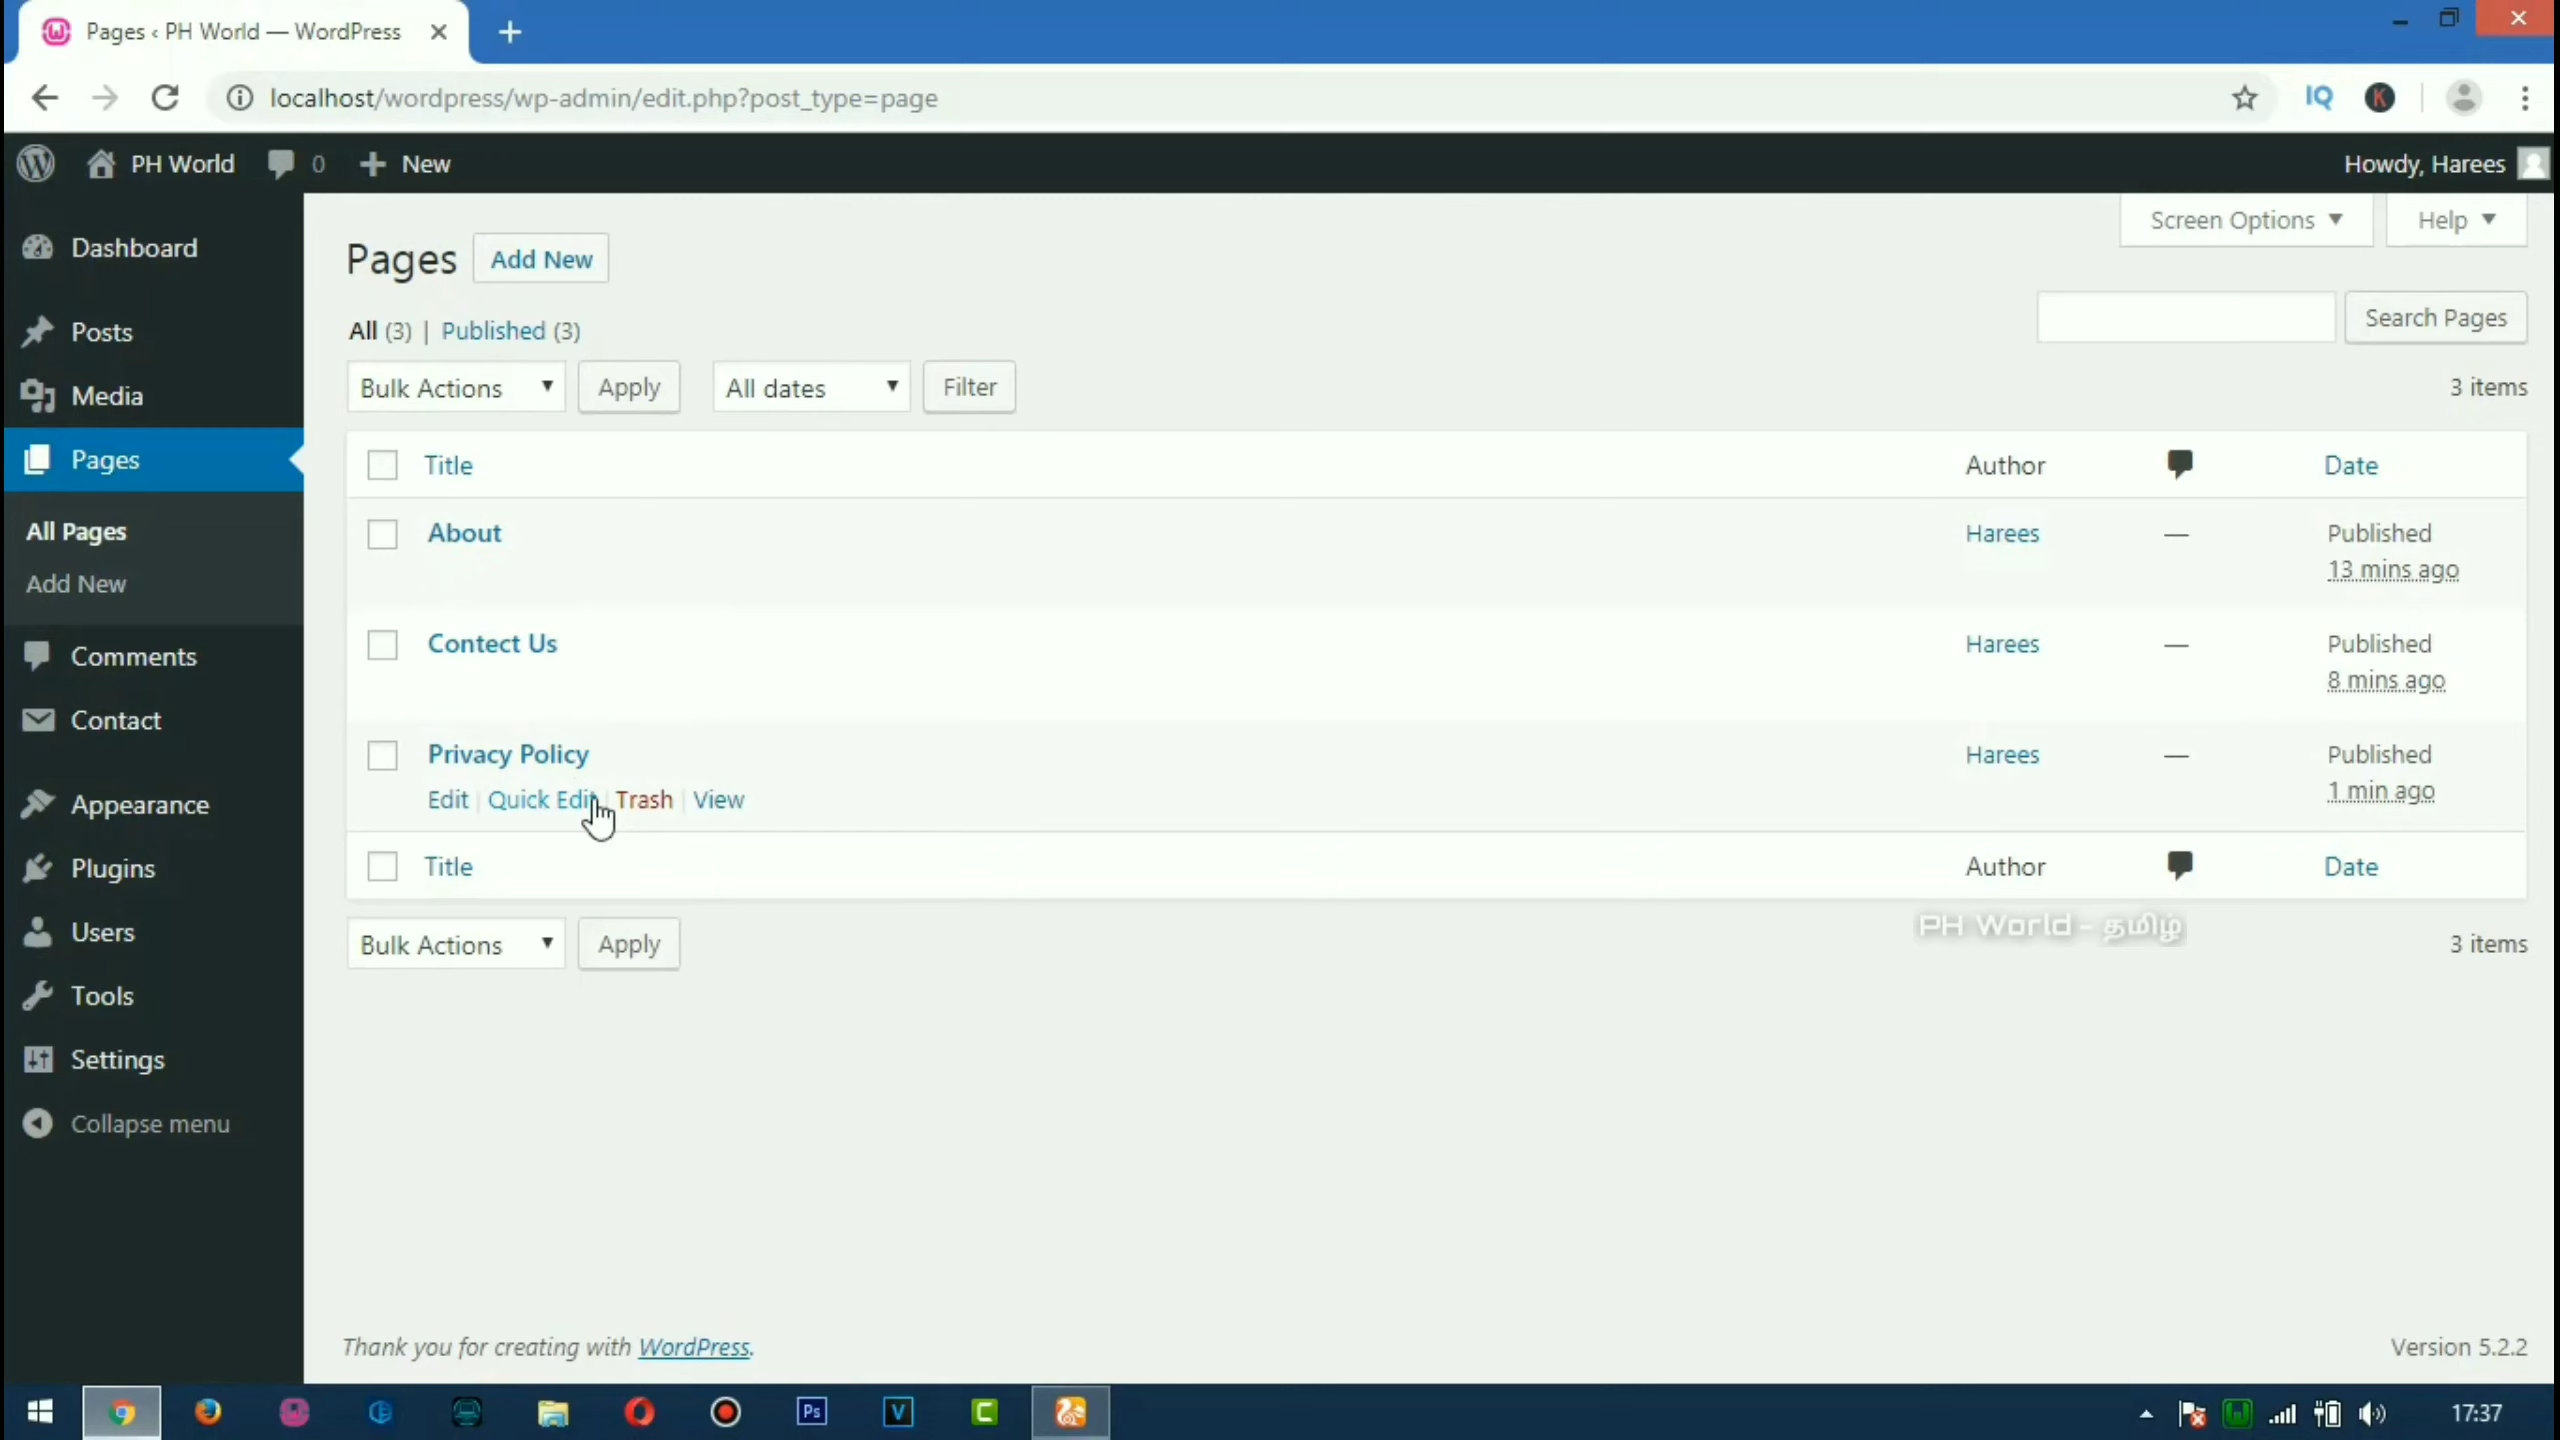 Pages ‹ PH World — WordPress
localhost/wordpress/wp-admin/edit.php?post_type=page
PH World 0 New
Howdy, Harees
Dashboard
Posts
Media
Pages
All Pages
Add New
Comments
Contact
Appearance
Plugins
Users
Tools
Settings
Collapse menu
Screen Options Help
Pages Add New
All (3) | Published (3)
Search Pages
Bulk Actions Apply All dates Filter 3 items
Title Author Date
About Harees — Published
13 mins ago
Contect Us Harees — Published
8 mins ago
Privacy Policy Harees — Published
Edit | Quick Edit | Trash | View 1 min ago
Title Author Date
Bulk Actions Apply 3 items
PH World - தமிழ்
Thank you for creating with WordPress.
Version 5.2.2
IQ
K
Ps
V
C
17:37